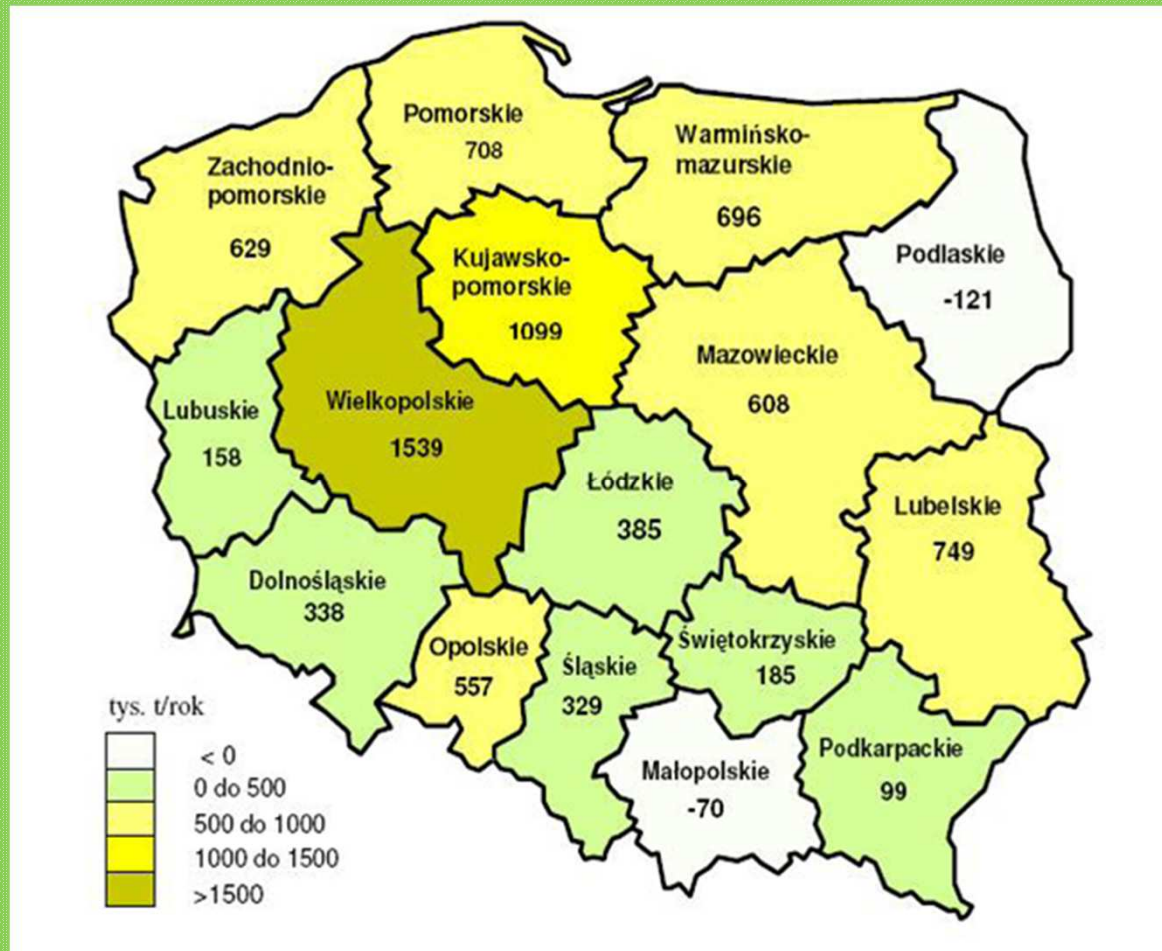 Pomorskie
708
Warmińsko-
mazurskie
696
Zachodnio-
pomorskie
629
Kujawsko-
pomorskie
1099
Podlaskie
-121
Mazowieckie
608
Lubuskie
158
Wielkopolskie
1539
Łódzkie
385
Lubelskie
749
Dolnośląskie
338
Opolskie
557
Śląskie
329
Świętokrzyskie
185
Małopolskie
-70
Podkarpackie
99
tys. t/rok
< 0
0 do 500
500 do 1000
1000 do 1500
>1500